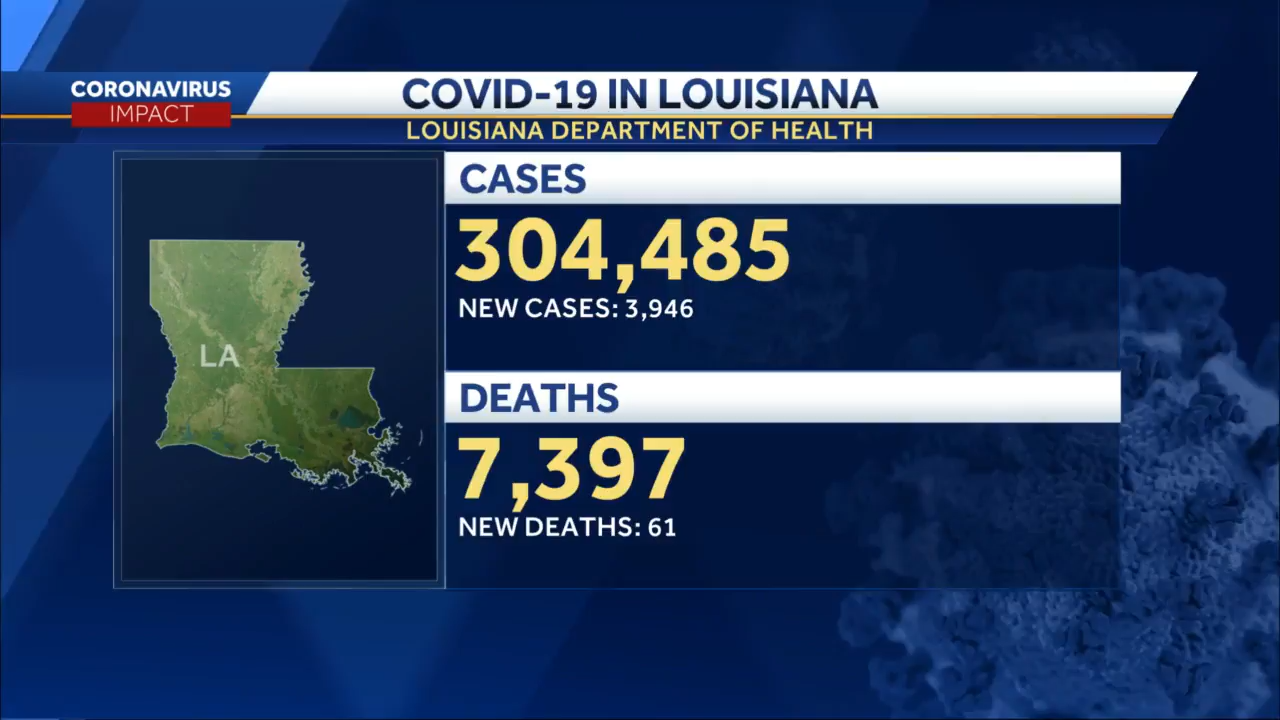 CORONAVIRUS
IMPACT
COVID-19 IN LOUISIANA
LOUISIANA DEPARTMENT OF HEALTH
LA
CASES
304,485
NEW CASES: 3,946
DEATHS
7,397
NEW DEATHS: 61